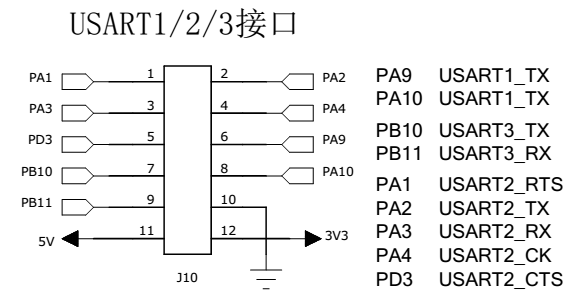 USART1/2/3接口
PA1 1 2 PA2
PA3 3 4 PA4
PD3 5 6 PA9
PB10 7 8 PA10
PB11 9 10
5V 11 12 3V3
J10
PA9 USART1_TX
PA10 USART1_TX
PB10 USART3_TX
PB11 USART3_RX
PA1 USART2_RTS
PA2 USART2_TX
PA3 USART2_RX
PA4 USART2_CK
PD3 USART2_CTS